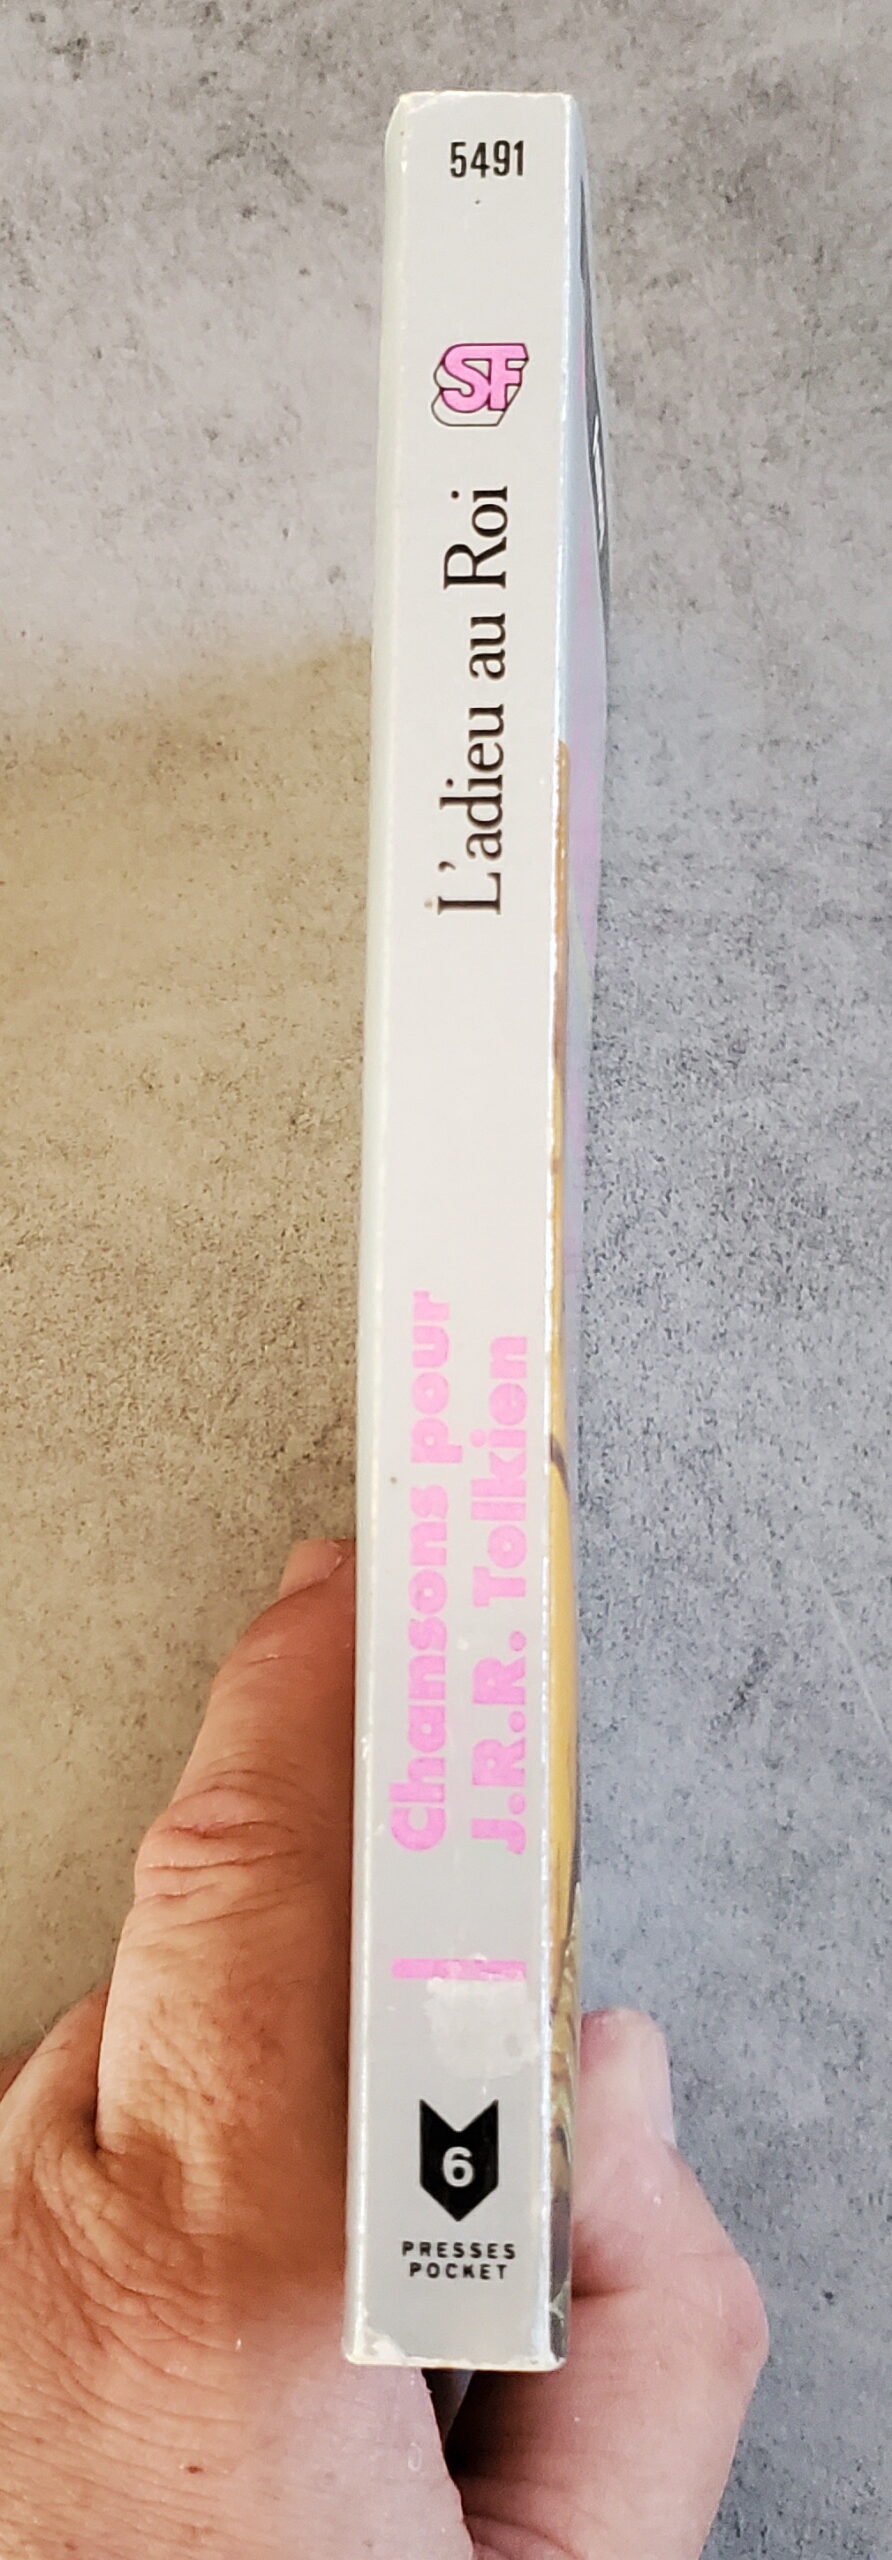 5491
SF
L'adieu au Roi
Chansons pour
J.R.R. Tolkien
6
PRESSES
POCKET